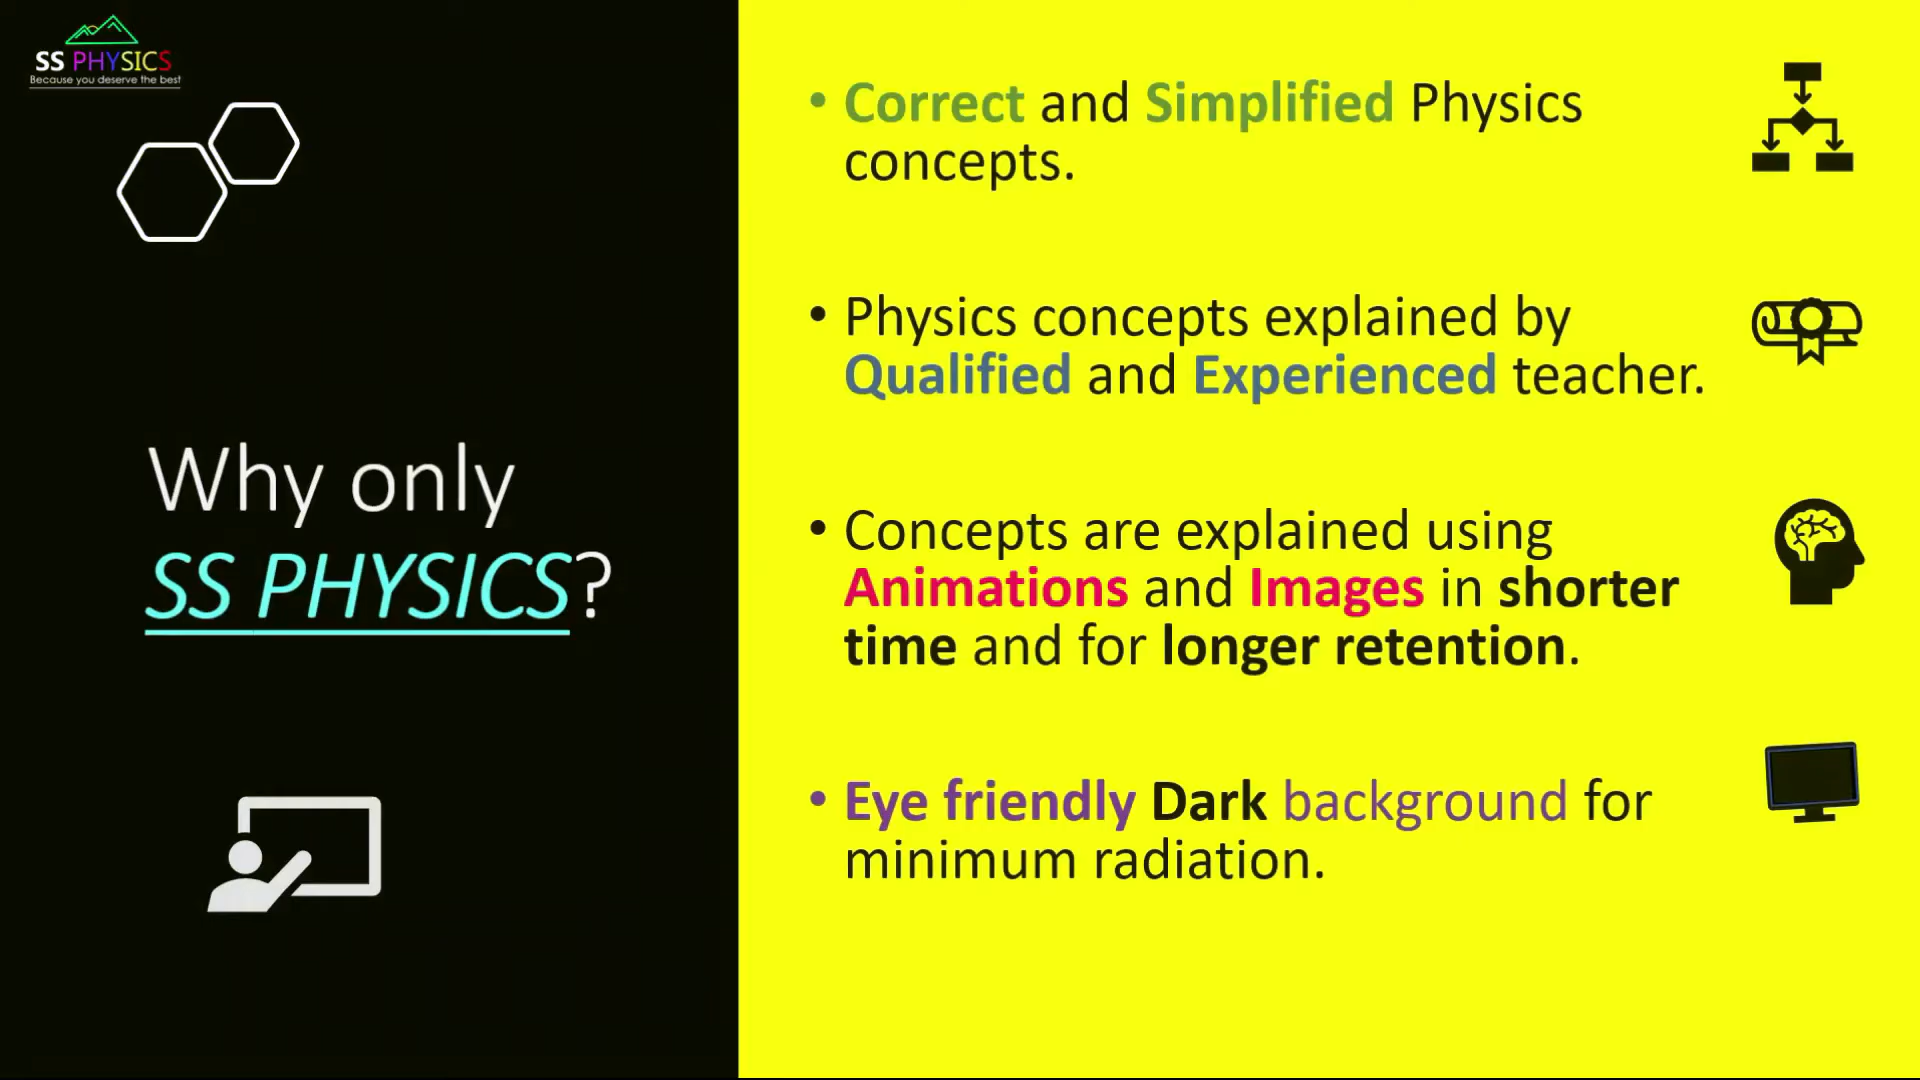 SS PHYSICS
Because you deserve the best
Why only
SS PHYSICS?
• Correct and Simplified Physics
concepts.
• Physics concepts explained by
Qualified and Experienced teacher.
• Concepts are explained using
Animations and Images in shorter
time and for longer retention.
• Eye friendly Dark background for
minimum radiation.